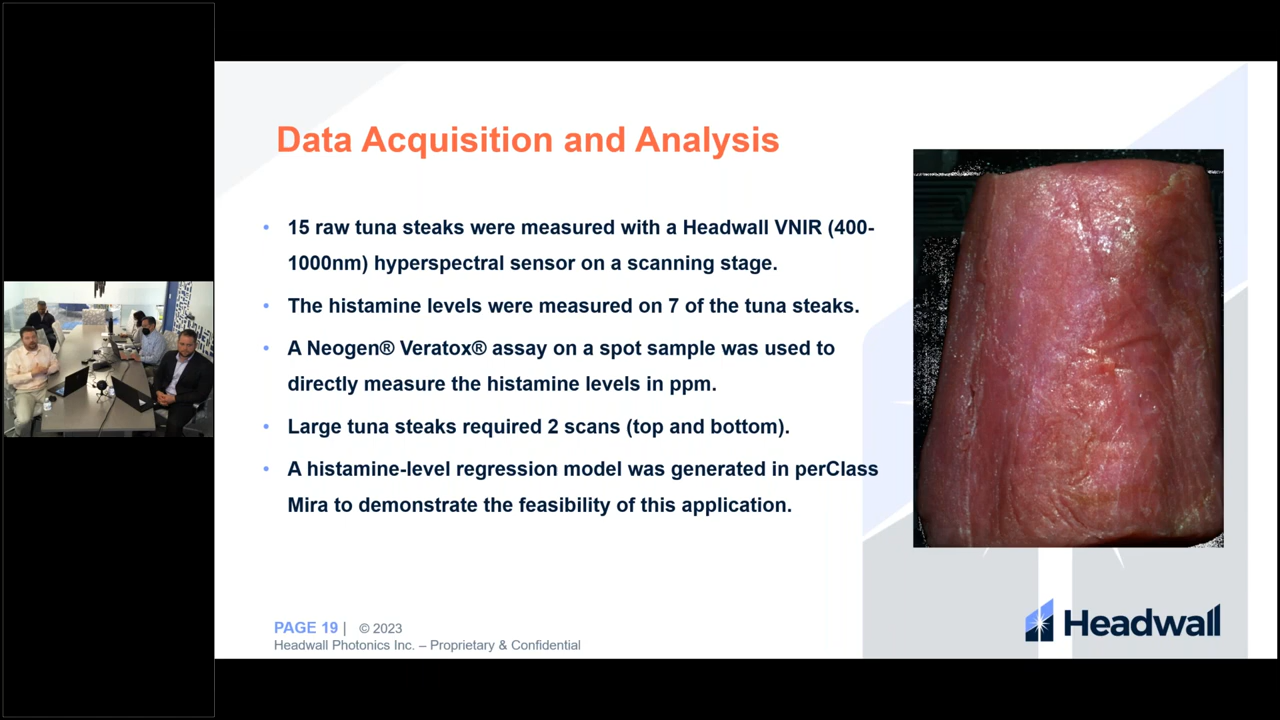 Data Acquisition and Analysis
• 15 raw tuna steaks were measured with a Headwall VNIR (400-
1000nm) hyperspectral sensor on a scanning stage.
• The histamine levels were measured on 7 of the tuna steaks.
• A Neogen® Veratox® assay on a spot sample was used to
directly measure the histamine levels in ppm.
• Large tuna steaks required 2 scans (top and bottom).
• A histamine-level regression model was generated in perClass
Mira to demonstrate the feasibility of this application.
PAGE 19 | © 2023
Headwall Photonics Inc. – Proprietary & Confidential
Headwall